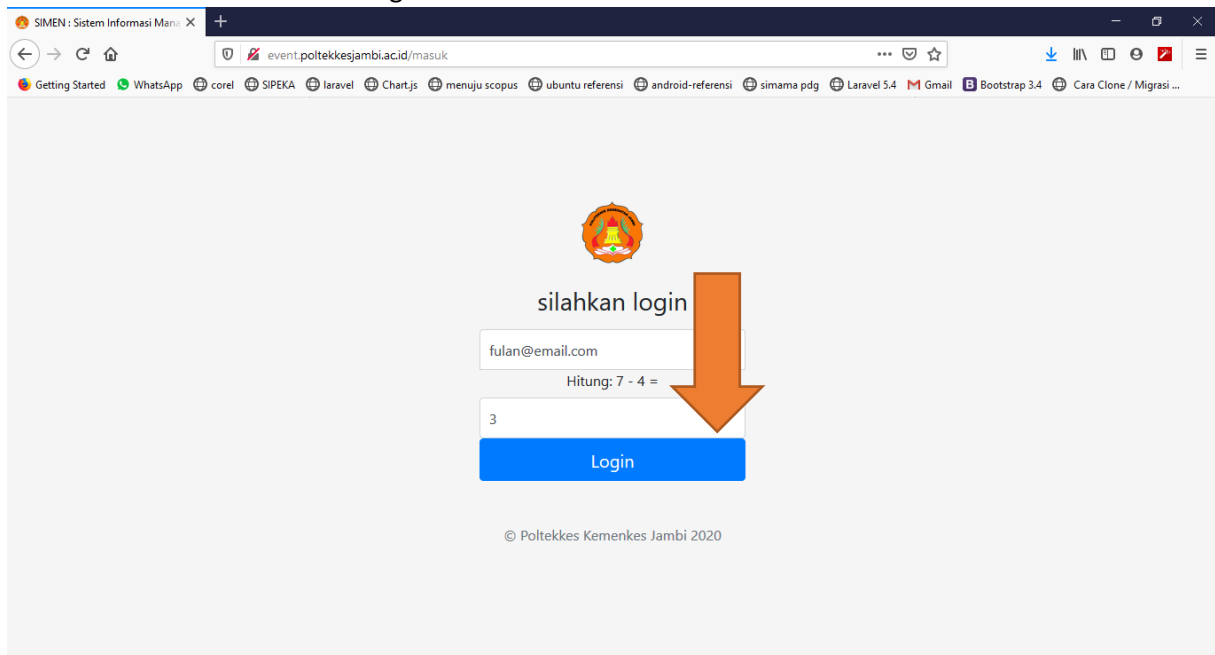 SIMEN : Sistem Informasi Mana
event.poltekkesjambi.ac.id/masuk
Getting Started WhatsApp corel SIPEKA laravel Chart.js menuju scopus ubuntu referensi android-referensi simama pdg Laravel 5.4 M Gmail B Bootstrap 3.4 Cara Clone / Migrasi ...
silahkan login
fulan@email.com
Hitung: 7 - 4 =
3
Login
© Poltekkes Kemenkes Jambi 2020